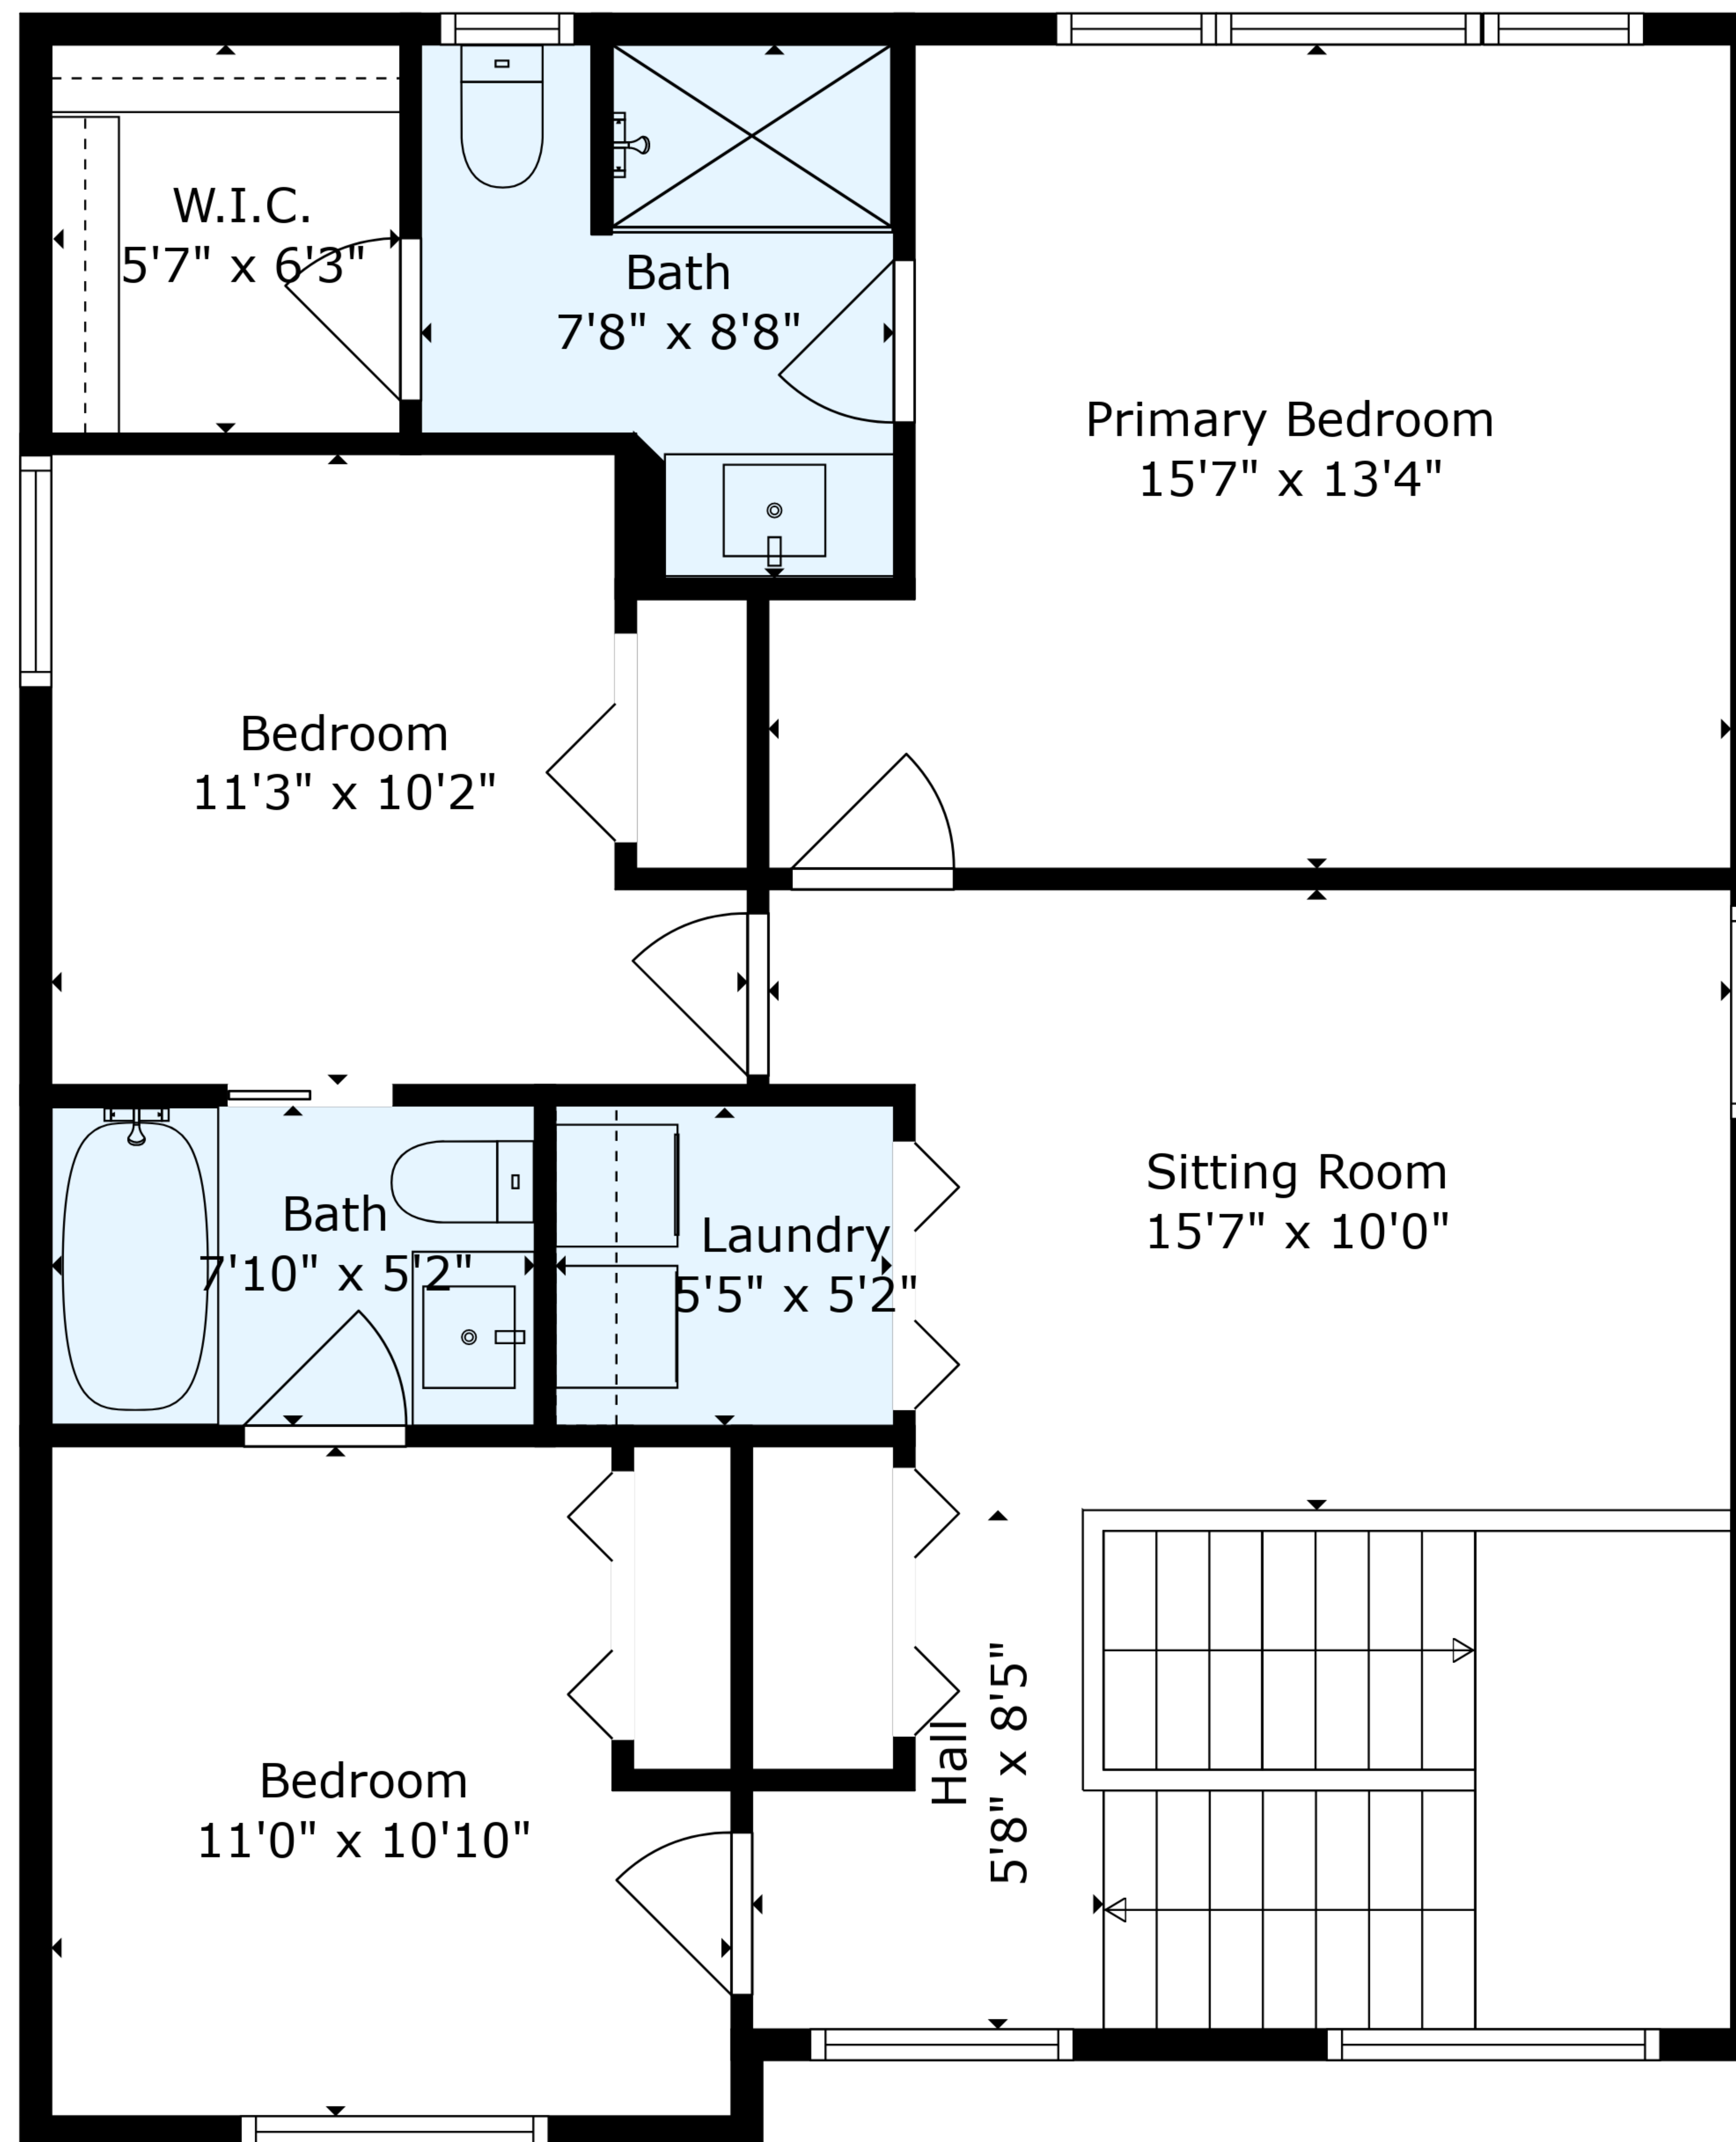 W.I.C.
5'7" x 6'3"
Bath
7'8" x 8'8"
Primary Bedroom
15'7" x 13'4"
Bedroom
11'3" x 10'2"
Sitting Room
15'7" x 10'0"
Bath
7'10" x 5'2"
Laundry
5'5" x 5'2"
Hall
5'8" x 8'5"
Bedroom
11'0" x 10'10"